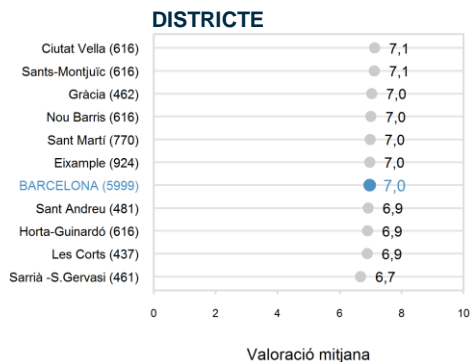 DISTRICTE
Ciutat Vella (616) 7,1
Sants-Montjuïc (616) 7,1
Gràcia (462) 7,0
Nou Barris (616) 7,0
Sant Martí (770) 7,0
Eixample (924) 7,0
BARCELONA (5999) 7,0
Sant Andreu (481) 6,9
Horta-Guinardó (616) 6,9
Les Corts (437) 6,9
Sarrià -S.Gervasi (461) 6,7
0 2 4 6 8 10
Valoració mitjana